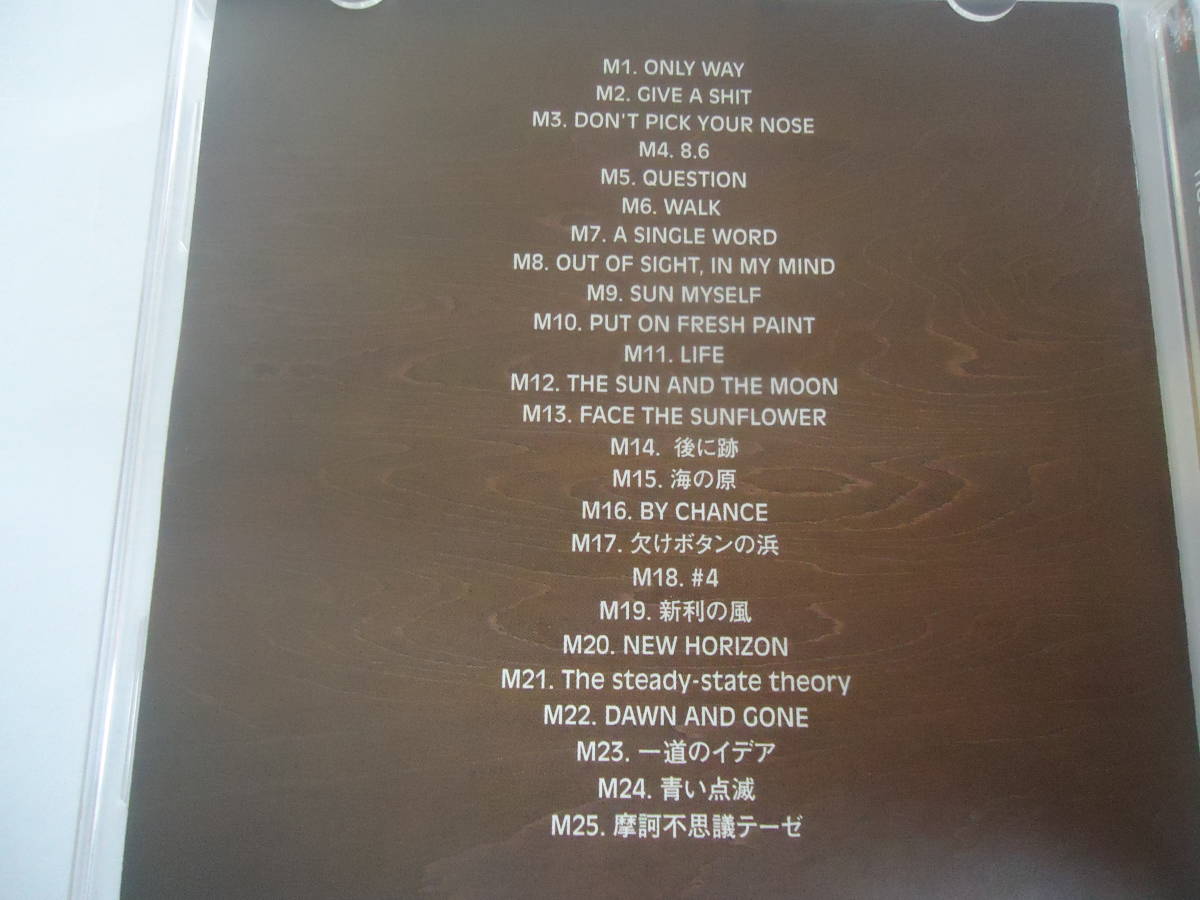 M1. ONLY WAY
M2. GIVE A SHIT
M3. DON'T PICK YOUR NOSE
M4. 8.6
M5. QUESTION
M6. WALK
M7. A SINGLE WORD
M8. OUT OF SIGHT, IN MY MIND
M9. SUN MYSELF
M10. PUT ON FRESH PAINT
M11. LIFE
M12. THE SUN AND THE MOON
M13. FACE THE SUNFLOWER
M14. 後に跡
M15. 海の原
M16. BY CHANCE
M17. 欠けボタンの浜
M18. #4
M19. 新利の風
M20. NEW HORIZON
M21. The steady-state theory
M22. DAWN AND GONE
M23. 一道のイデア
M24. 青い点滅
M25. 摩訶不思議テーゼ